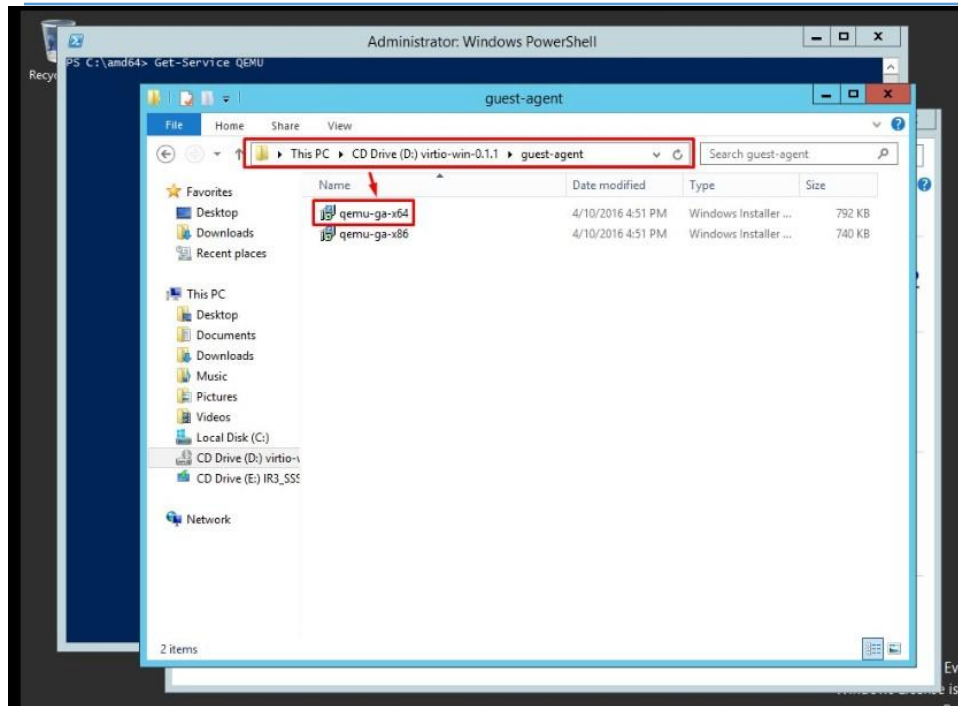 Administrator: Windows PowerShell
PS C:\amd64> Get-Service QEMU
guest-agent
File Home Share View
This PC ▸ CD Drive (D:) virtio-win-0.1.1 ▸ guest-agent
Search guest-agent
Name Date modified Type Size
qemu-ga-x64 4/10/2016 4:51 PM Windows Installer ... 792 KB
qemu-ga-x86 4/10/2016 4:51 PM Windows Installer ... 740 KB
Favorites
Desktop
Downloads
Recent places
This PC
Desktop
Documents
Downloads
Music
Pictures
Videos
Local Disk (C:)
CD Drive (D:) virtio-
CD Drive (E:) IR3_SSS
Network
2 items
Recy
Ev